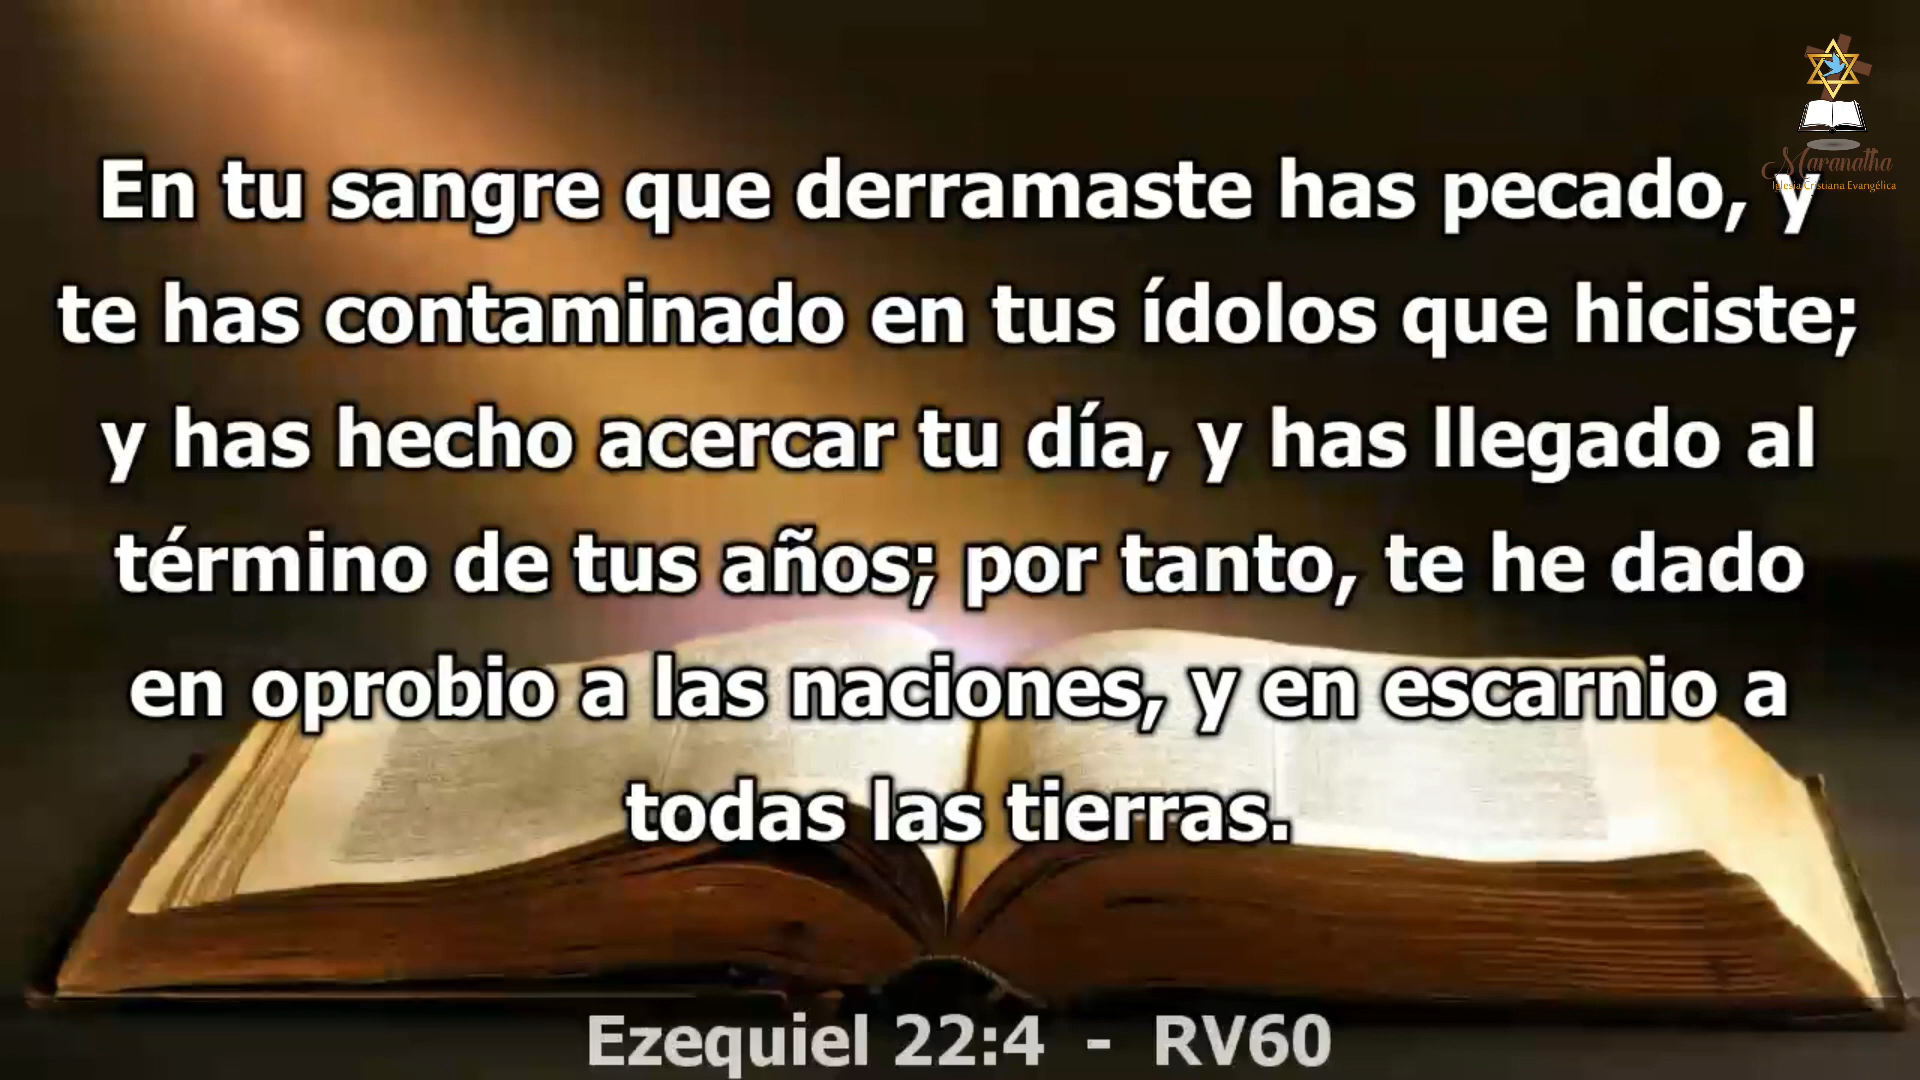 Maranatha
Iglesia Cristiana Evangélica
En tu sangre que derramaste has pecado, y
te has contaminado en tus ídolos que hiciste;
y has hecho acercar tu día, y has llegado al
término de tus años; por tanto, te he dado
en oprobio a las naciones, y en escarnio a
todas las tierras.
Ezequiel 22:4 - RV60